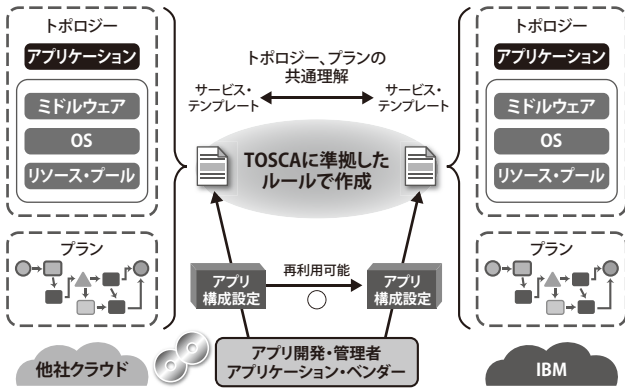 トポロジー
アプリケーション
ミドルウェア
OS
リソース・プール
プラン
他社クラウド
トポロジー、プランの
共通理解
サービス・
テンプレート
サービス・
テンプレート
TOSCAに準拠した
ルールで作成
アプリ
構成設定
再利用可能
アプリ
構成設定
アプリ開発・管理者
アプリケーション・ベンダー
トポロジー
アプリケーション
ミドルウェア
OS
リソース・プール
プラン
IBM